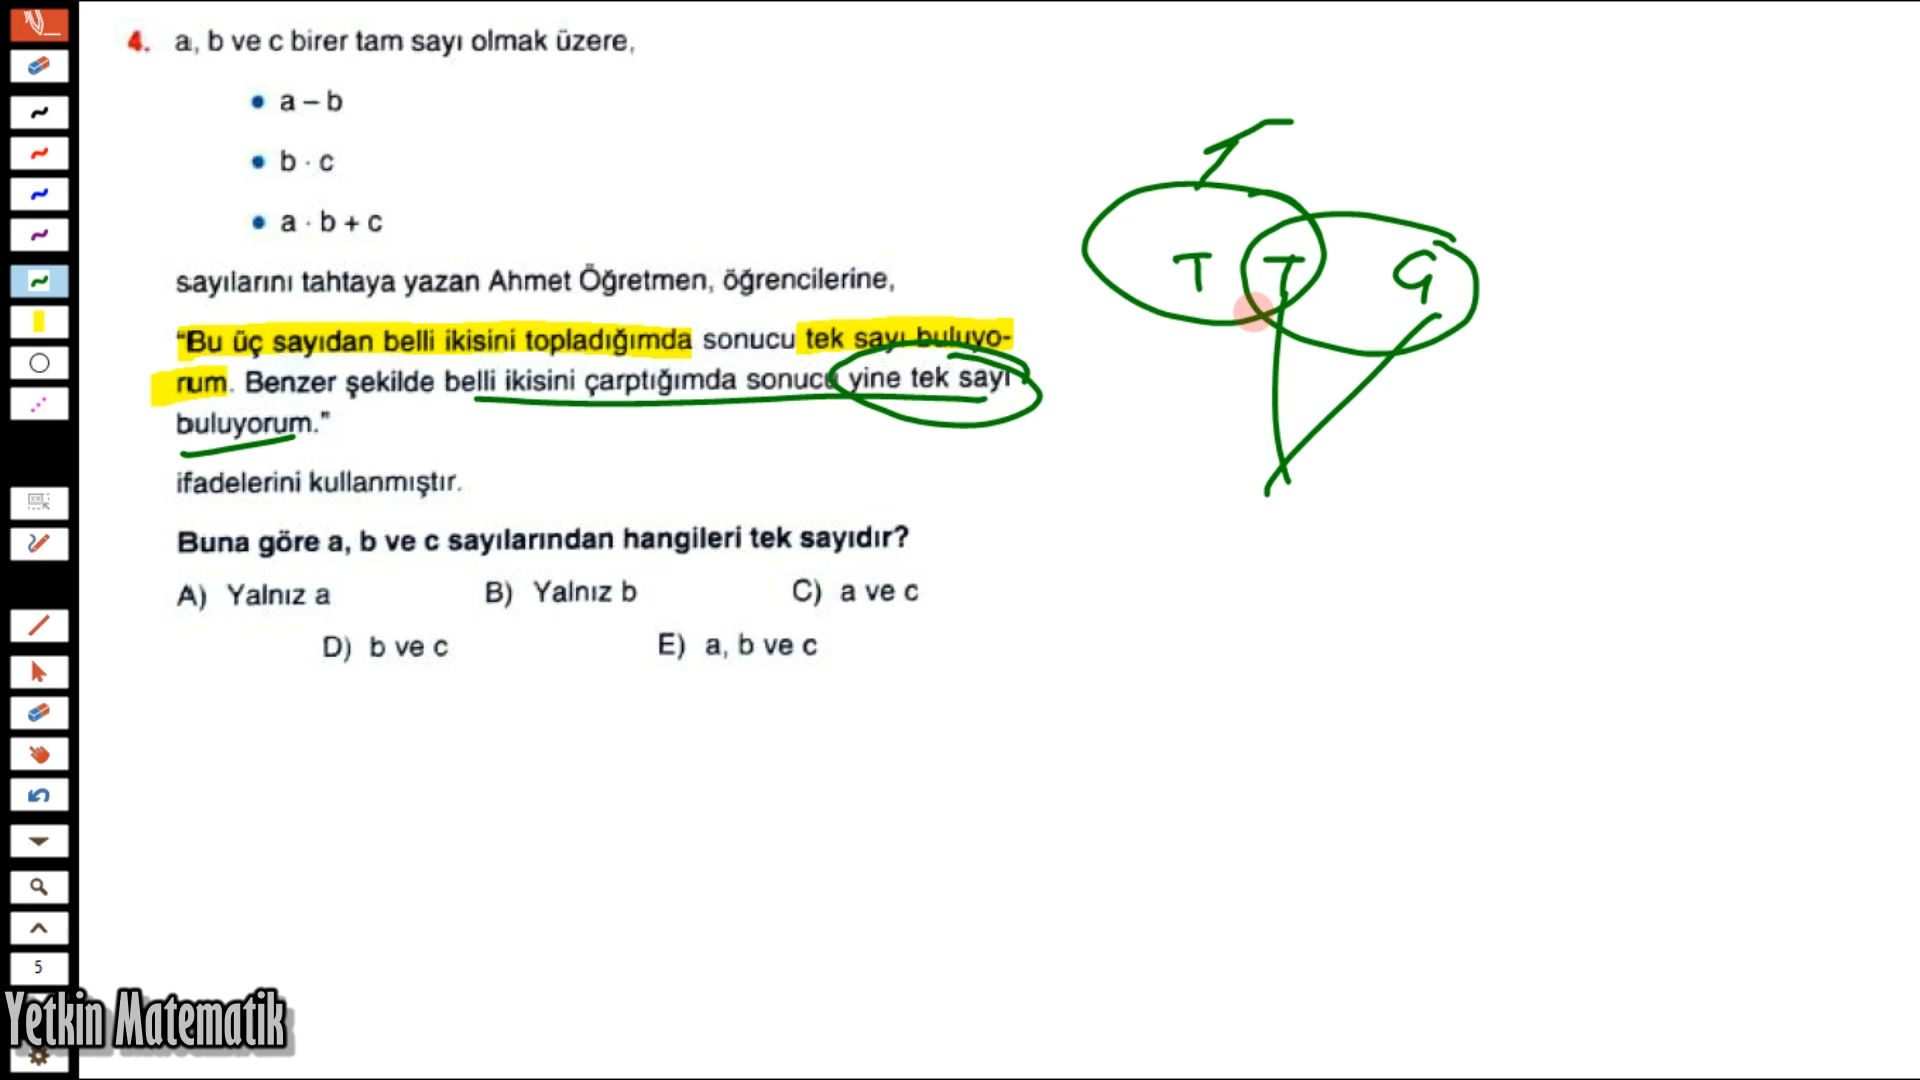 4. a, b ve c birer tam sayı olmak üzere,
• a – b
• b · c
• a · b + c
sayılarını tahtaya yazan Ahmet Öğretmen, öğrencilerine,
“Bu üç sayıdan belli ikisini topladığımda sonucu tek sayı buluyo-
rum. Benzer şekilde belli ikisini çarptığımda sonucu yine tek sayı
buluyorum.”
ifadelerini kullanmıştır.
Buna göre a, b ve c sayılarından hangileri tek sayıdır?
A) Yalnız a B) Yalnız b C) a ve c
D) b ve c E) a, b ve c
T T
5
Yetkin Matematik